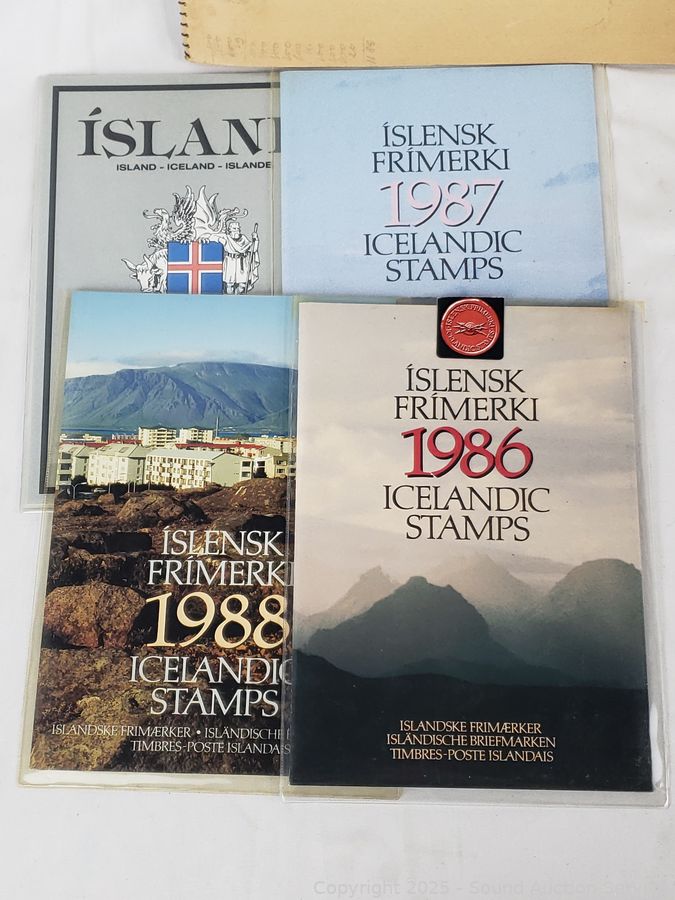 ÍSLAN
ISLAND - ICELAND - ISLANDE
ÍSLENSK
FRÍMERKI
1987
ICELANDIC
STAMPS
ÍSLENSK
FRÍMERKI
1988
ICELANDIC
STAMPS
ISLANDSKE FRIMÆRKER • ISLÄNDISCHE
TIMBRES-POSTE ISLANDAIS
ÍSLENSK
FRÍMERKI
1986
ICELANDIC
STAMPS
ISLANDSKE FRIMÆRKER
ISLÄNDISCHE BRIEFMARKEN
TIMBRES-POSTE ISLANDAIS
Copyright 2025 - Sound Auction Service